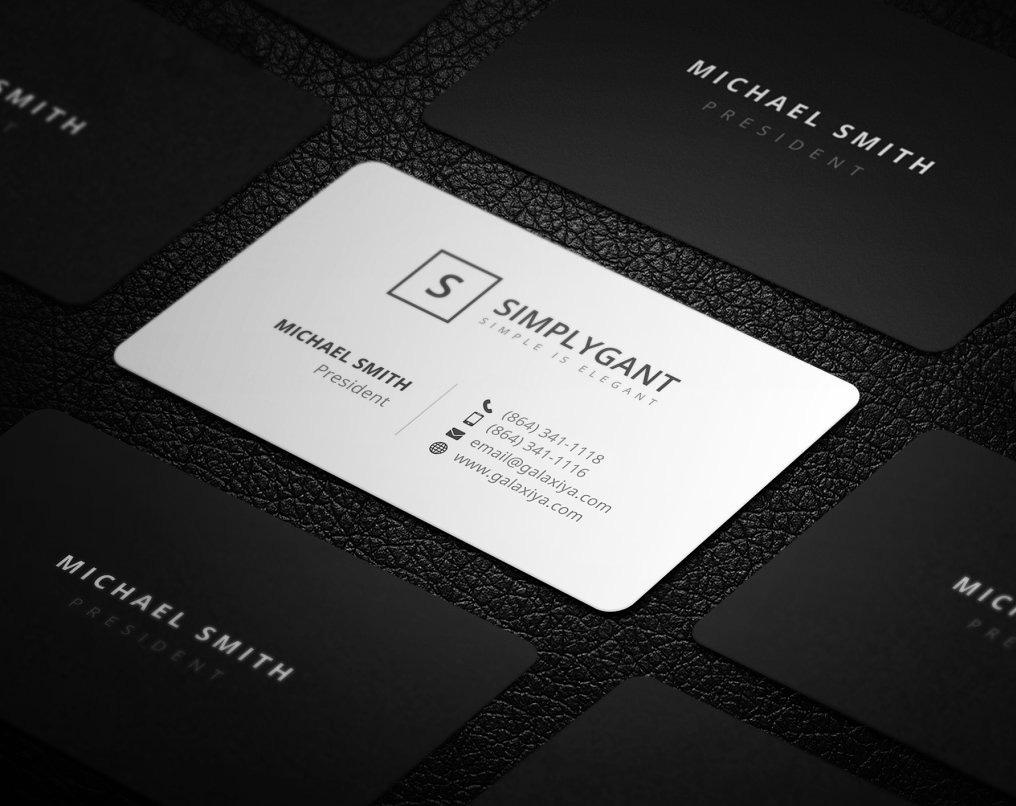 MICHAEL SMITH
PRESIDENT
SMITH
S
SIMPLYGANT
SIMPLE IS ELEGANT
MICHAEL SMITH
President
(864) 341-1118
(864) 341-1116
email@galaxiya.com
www.galaxiya.com
MICHAEL SMITH
PRESIDENT